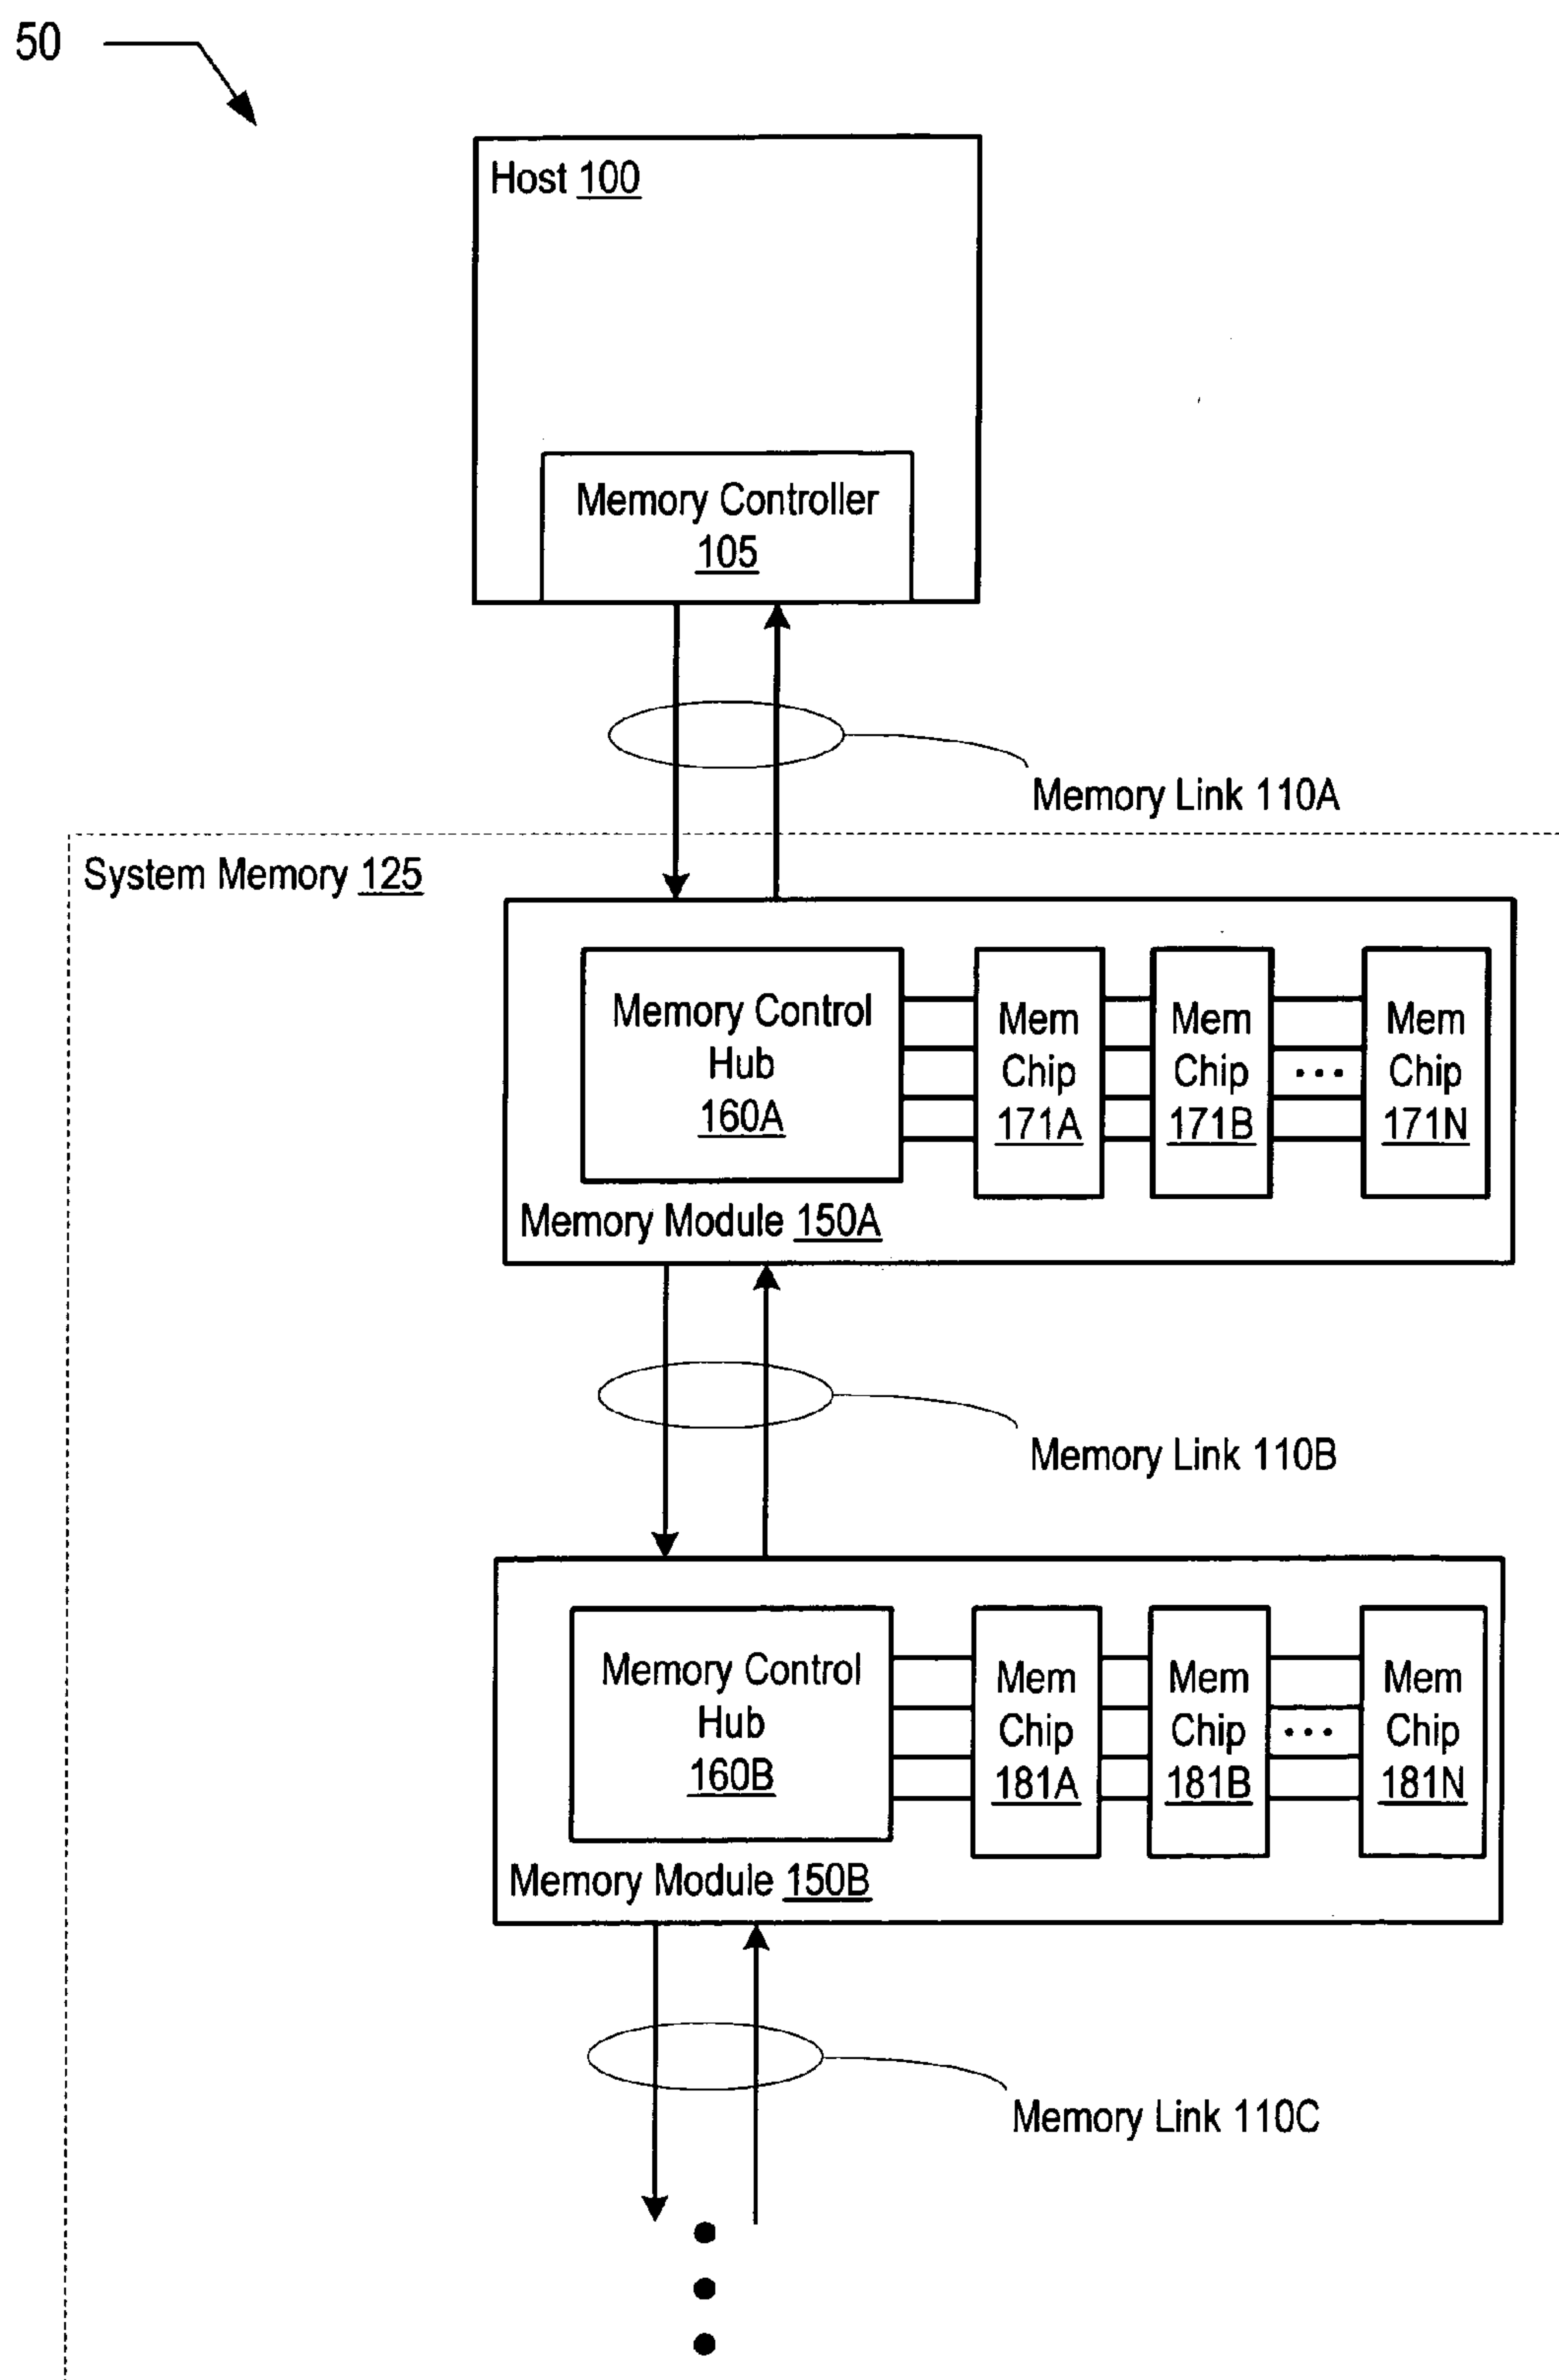 50
Host 100
Memory Controller
105
Memory Link 110A
System Memory 125
Memory Control
Hub
160A
Mem
Chip
171A
Mem
Chip
171B
...
Mem
Chip
171N
Memory Module 150A
Memory Link 110B
Memory Control
Hub
160B
Mem
Chip
181A
Mem
Chip
181B
...
Mem
Chip
181N
Memory Module 150B
Memory Link 110C